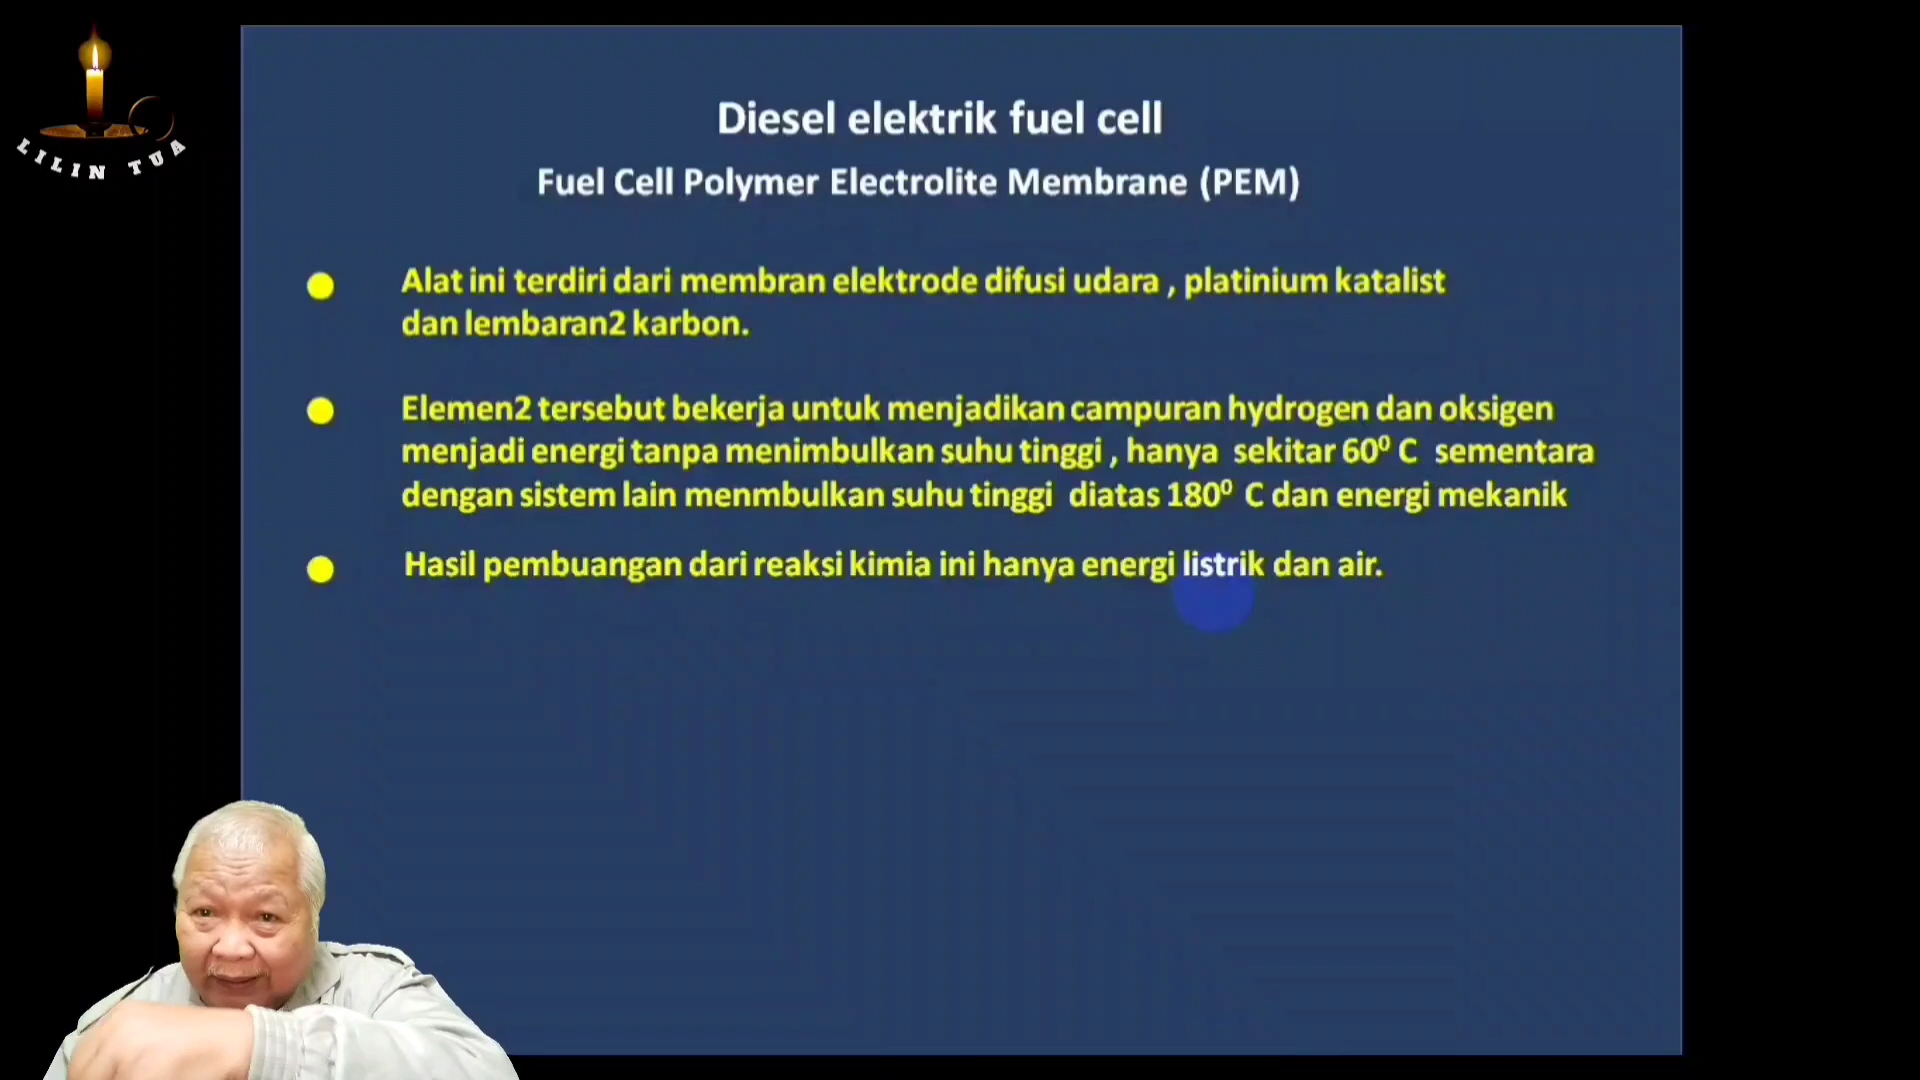 LILIN TUA
Diesel elektrik fuel cell
Fuel Cell Polymer Electrolite Membrane (PEM)
Alat ini terdiri dari membran elektrode difusi udara , platinium katalist
dan lembaran2 karbon.
Elemen2 tersebut bekerja untuk menjadikan campuran hydrogen dan oksigen
menjadi energi tanpa menimbulkan suhu tinggi , hanya sekitar 60⁰ C sementara
dengan sistem lain menmbulkan suhu tinggi diatas 180⁰ C dan energi mekanik
Hasil pembuangan dari reaksi kimia ini hanya energi listrik dan air.